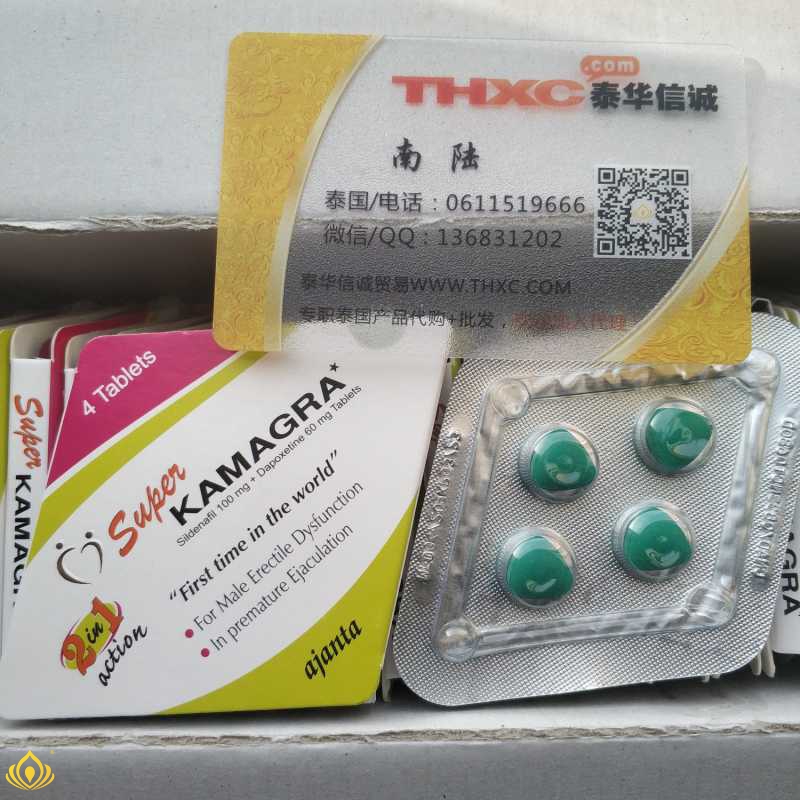 THXC.com 泰华信诚
南 陆
泰国/电话：0611519666
微信/QQ：136831202
泰华信诚贸易WWW.THXC.COM
专职泰国产品代购+批发，
4 Tablets
Super
KAMAGRA
Sildenafil 100 mg + Dapoxetine 60 mg Tablets
"First time in the world"
• For Male Erectile Dysfunction
• In premature Ejaculation
2 in 1
action
ajanta
Super
KAMAG
AGRA